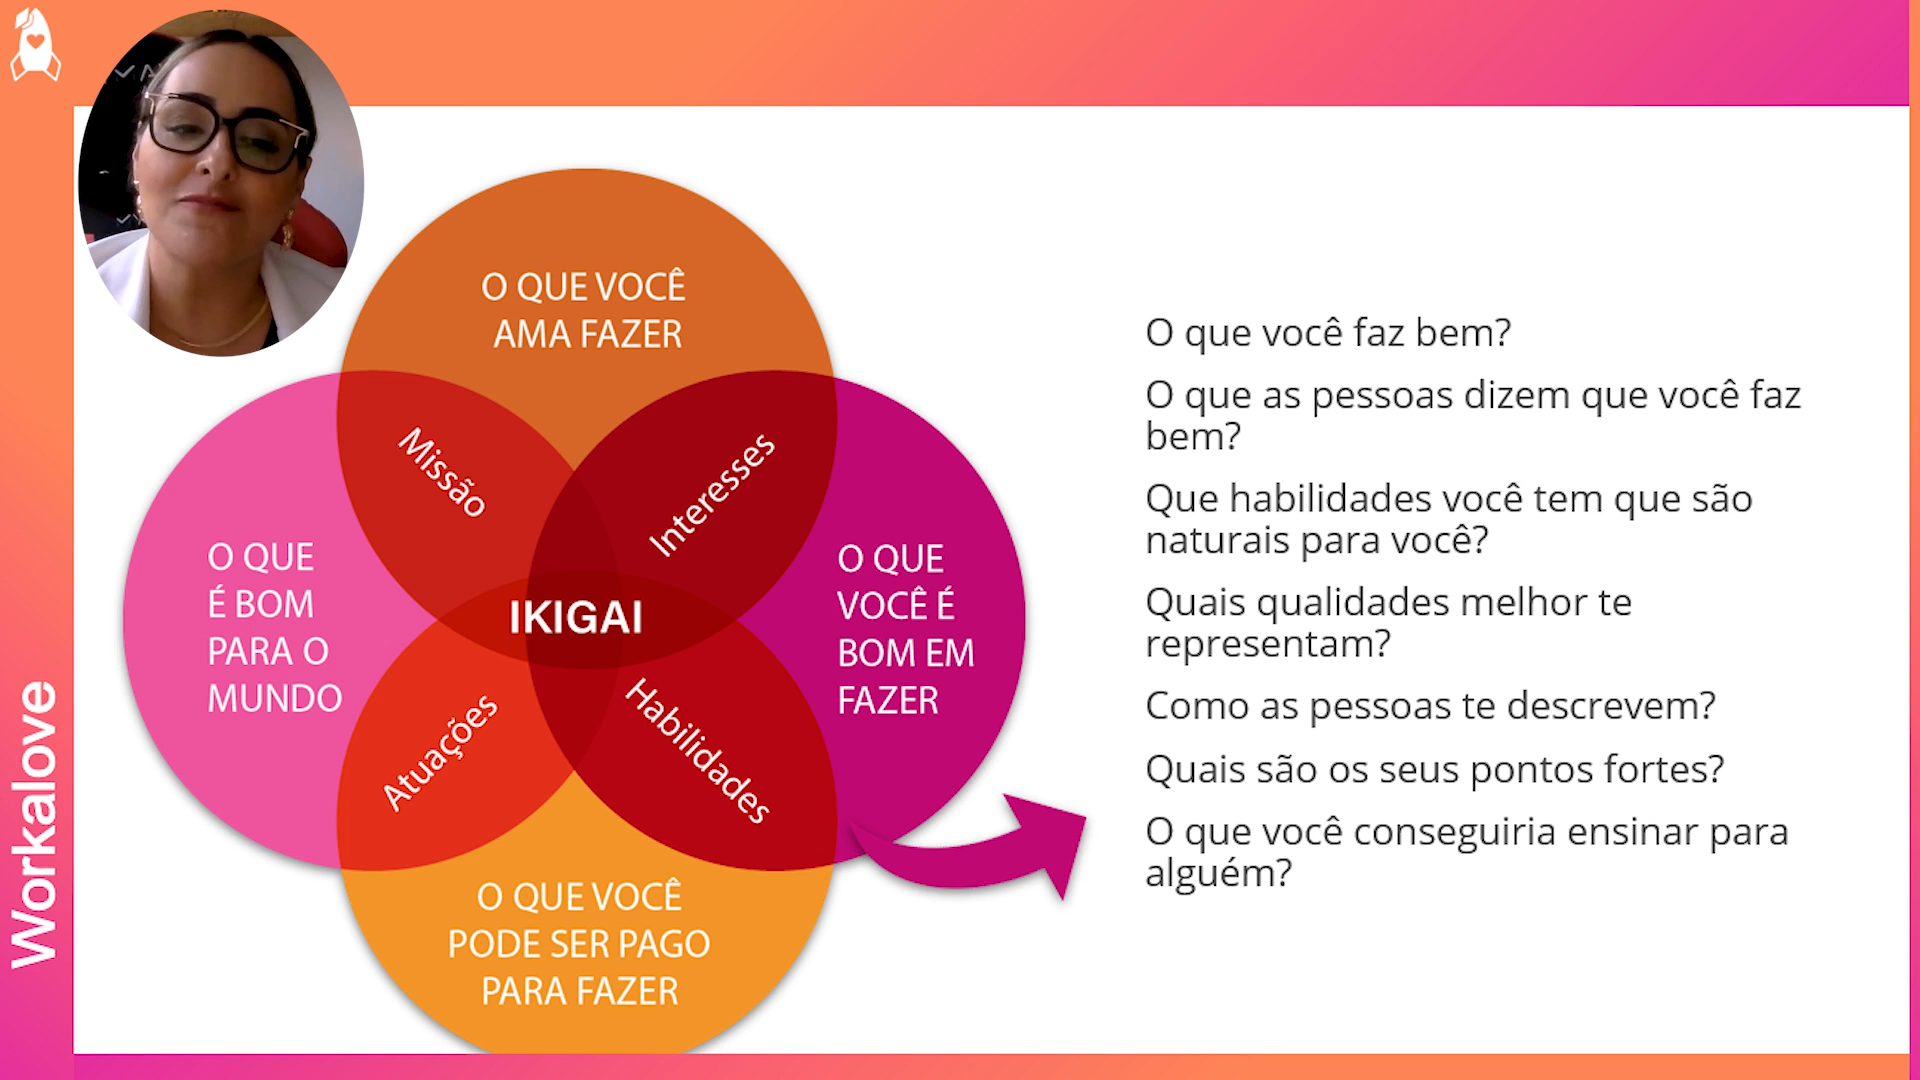 O QUE VOCÊ
AMA FAZER
Missão
Interesses
O QUE
É BOM
PARA O
MUNDO
IKIGAI
O QUE
VOCÊ É
BOM EM
FAZER
Atuações
Habilidades
O QUE VOCÊ
PODE SER PAGO
PARA FAZER
O que você faz bem?
O que as pessoas dizem que você faz
bem?
Que habilidades você tem que são
naturais para você?
Quais qualidades melhor te
representam?
Como as pessoas te descrevem?
Quais são os seus pontos fortes?
O que você conseguiria ensinar para
alguém?
Workalove